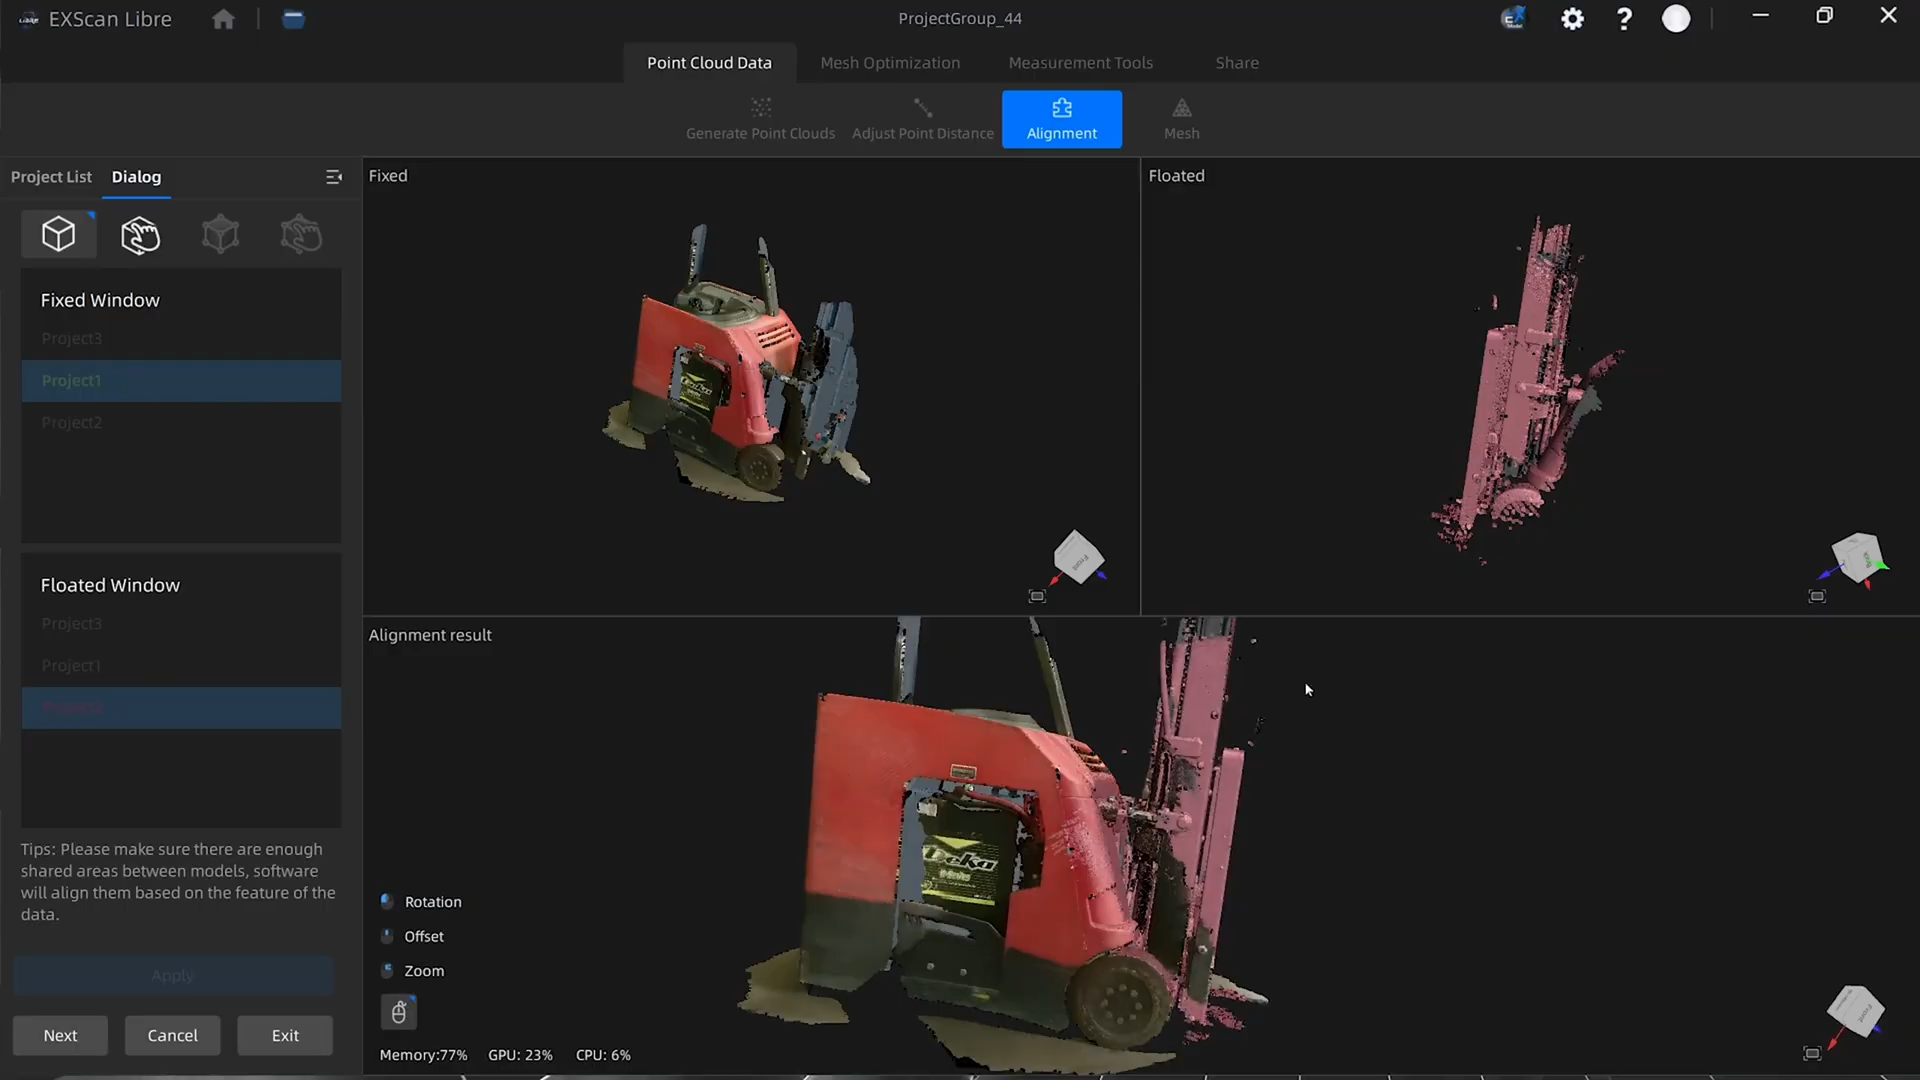 EXScan Libre
ProjectGroup_44
Point Cloud Data
Mesh Optimization
Measurement Tools
Share
Generate Point Clouds
Adjust Point Distance
Alignment
Mesh
Project List
Dialog
Fixed Window
Project3
Project1
Project2
Floated Window
Project3
Project1
Project2
Tips: Please make sure there are enough
shared areas between models, software
will align them based on the feature of the
data.
Apply
Next
Cancel
Exit
Fixed
Floated
Alignment result
Deka
Rotation
Offset
Zoom
Memory:77%
GPU: 23%
CPU: 6%